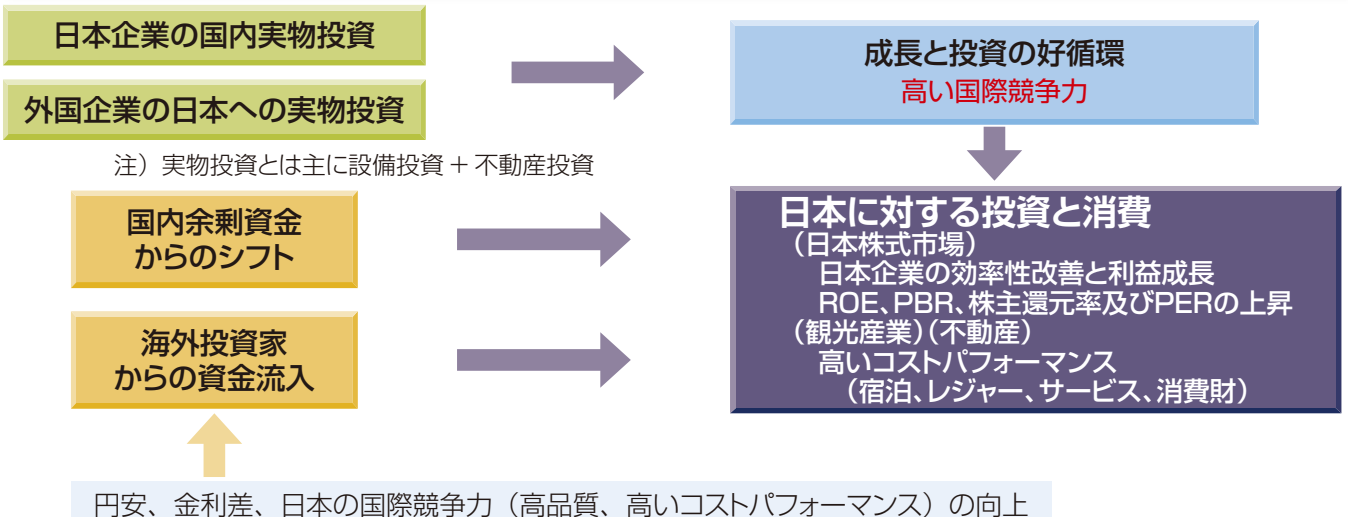 日本企業の国内実物投資
外国企業の日本への実物投資
注）実物投資とは主に設備投資 + 不動産投資
成長と投資の好循環
高い国際競争力
国内余剰資金
からのシフト
海外投資家
からの資金流入
日本に対する投資と消費
（日本株式市場）
日本企業の効率性改善と利益成長
ROE、PBR、株主還元率及びPERの上昇
（観光産業）（不動産）
高いコストパフォーマンス
（宿泊、レジャー、サービス、消費財）
円安、金利差、日本の国際競争力（高品質、高いコストパフォーマンス）の向上